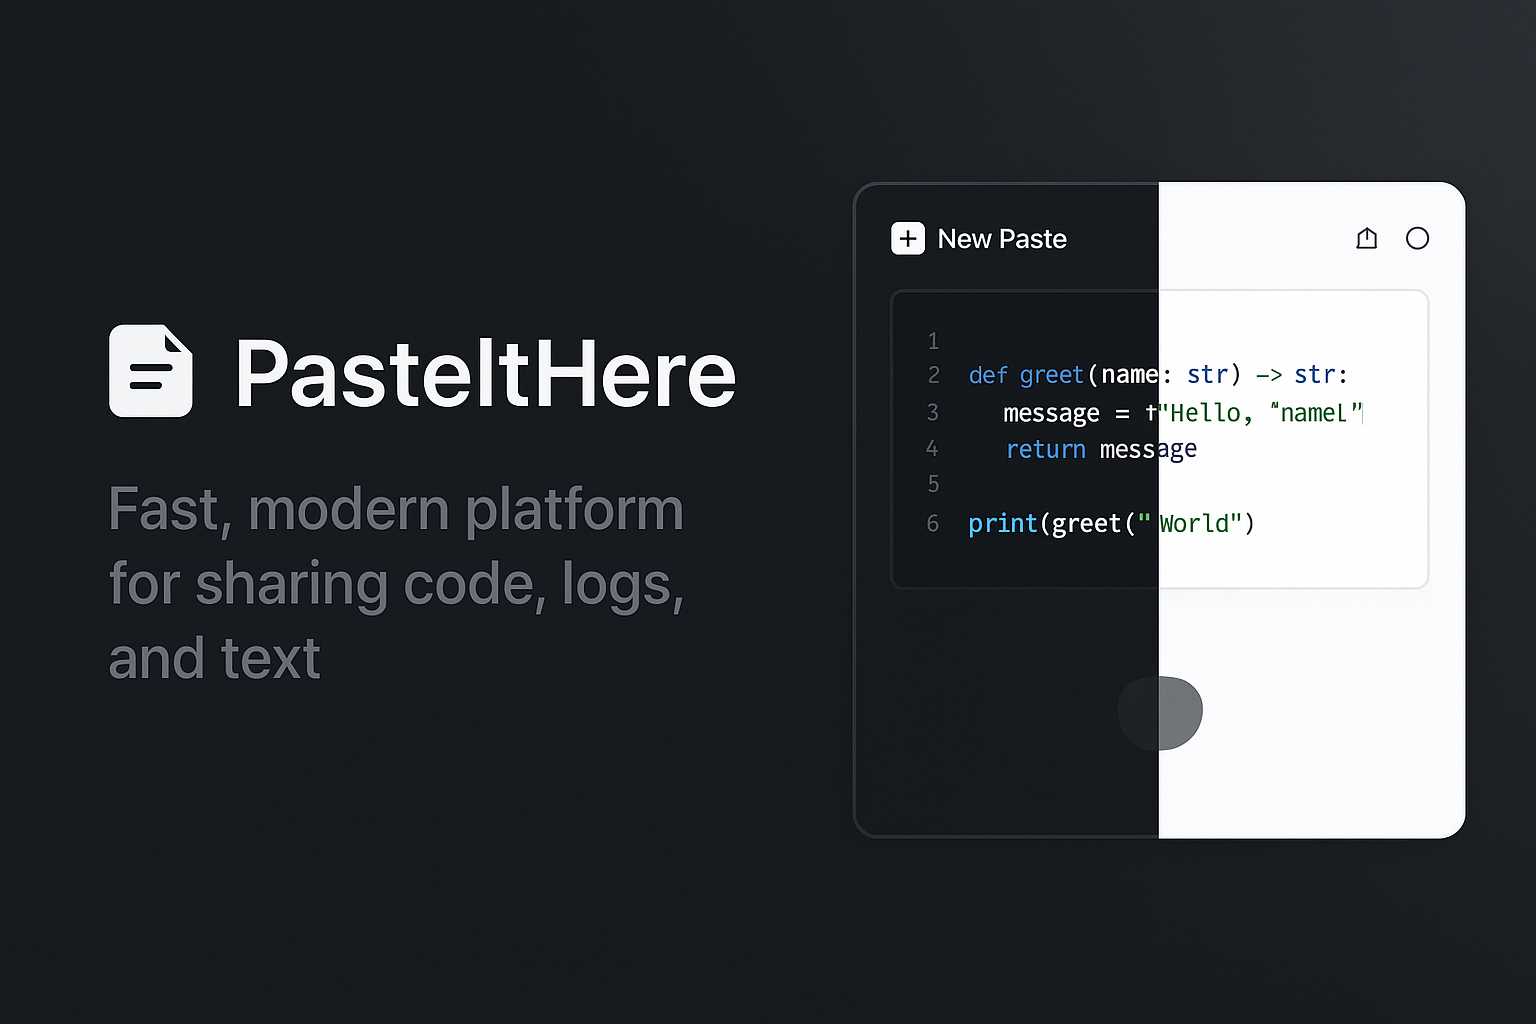 PasteItHere
Fast, modern platform
for sharing code, logs,
and text
New Paste
1
2 def greet(name: str) -> str:
3 message = f"Hello, "nameL"
4 return message
5
6 print(greet("World")